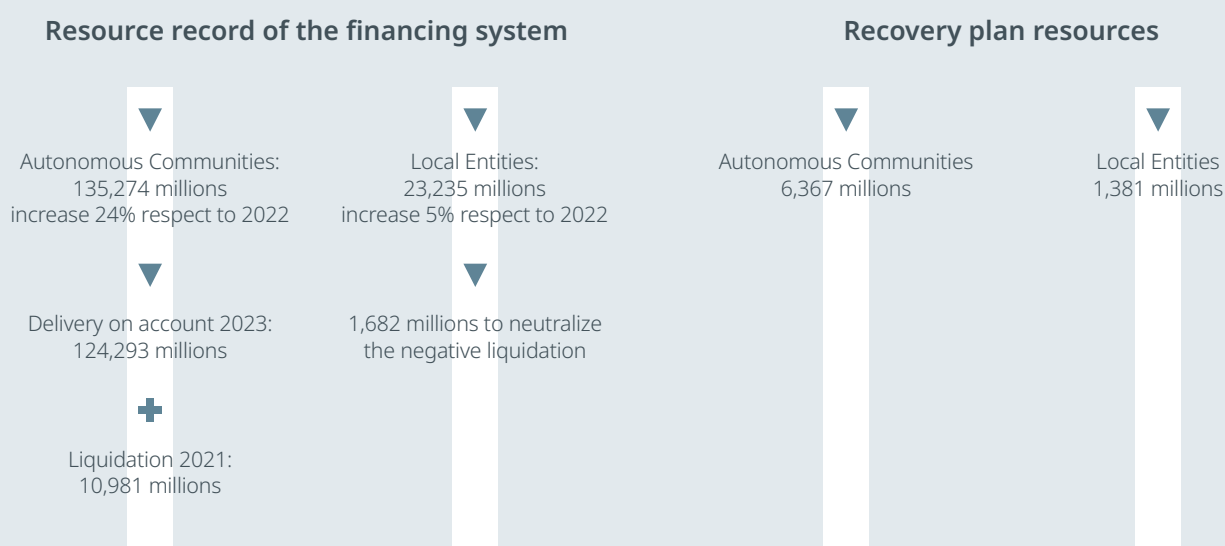 Resource record of the financing system
Autonomous Communities:
135,274 millions
increase 24% respect to 2022
Delivery on account 2023:
124,293 millions
Liquidation 2021:
10,981 millions
Local Entities:
23,235 millions
increase 5% respect to 2022
1,682 millions to neutralize
the negative liquidation
Recovery plan resources
Autonomous Communities
6,367 millions
Local Entities
1,381 millions